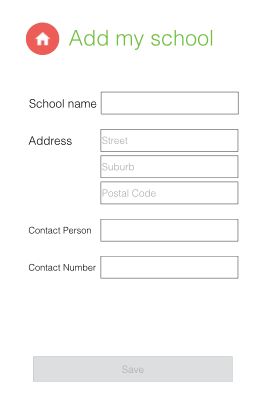 Add my school
School name
Address
Street
Suburb
Postal Code
Contact Person
Contact Number
Save